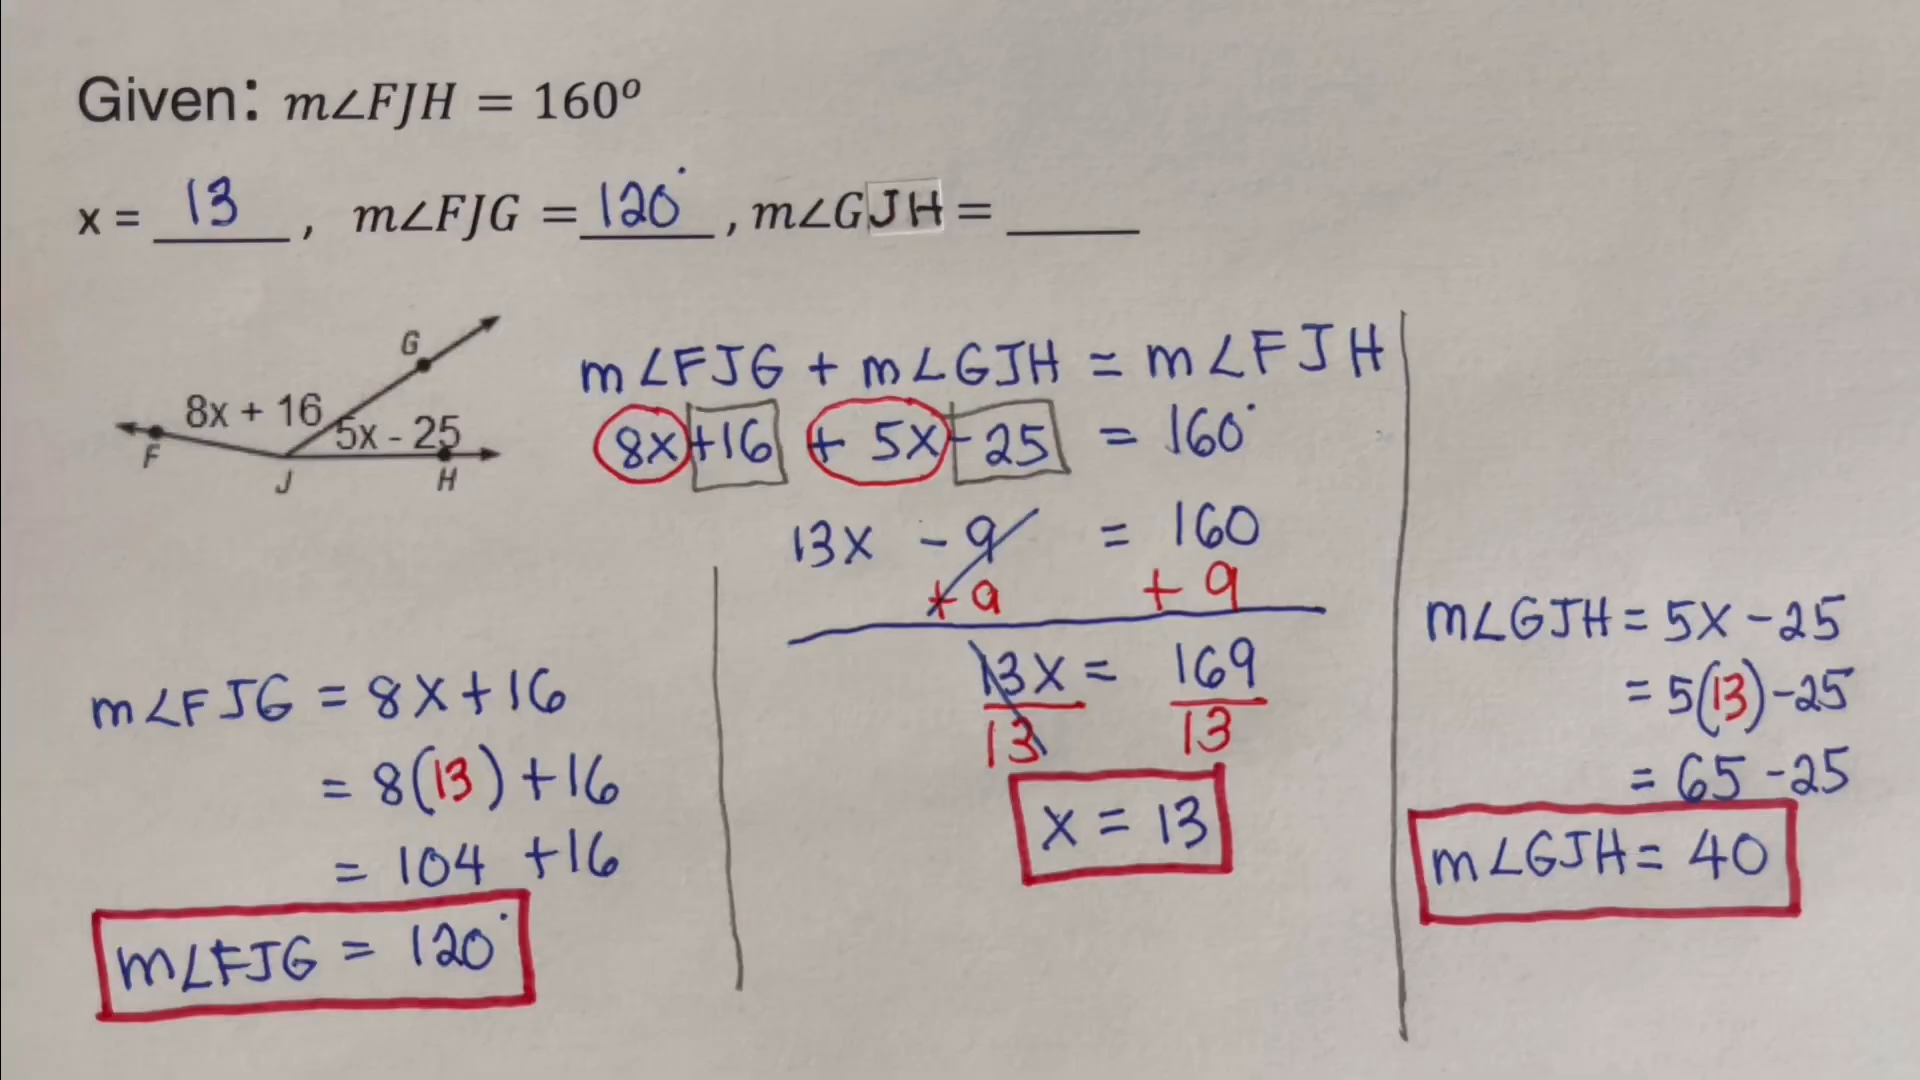 Given: m∠FJH = 160°
x = 13 , m∠FJG = 120° , m∠GJH = ____
G
8x + 16
5x - 25
F
J
H
m∠FJG + m∠GJH = m∠FJH
8x +16 + 5x - 25 = 160°
13x - 9 = 160
+ 9 + 9
13x = 169
13 13
x = 13
m∠FJG = 8x+16
= 8(13) +16
= 104 +16
m∠FJG = 120°
m∠GJH = 5x -25
= 5(13) -25
= 65 -25
m∠GJH = 40